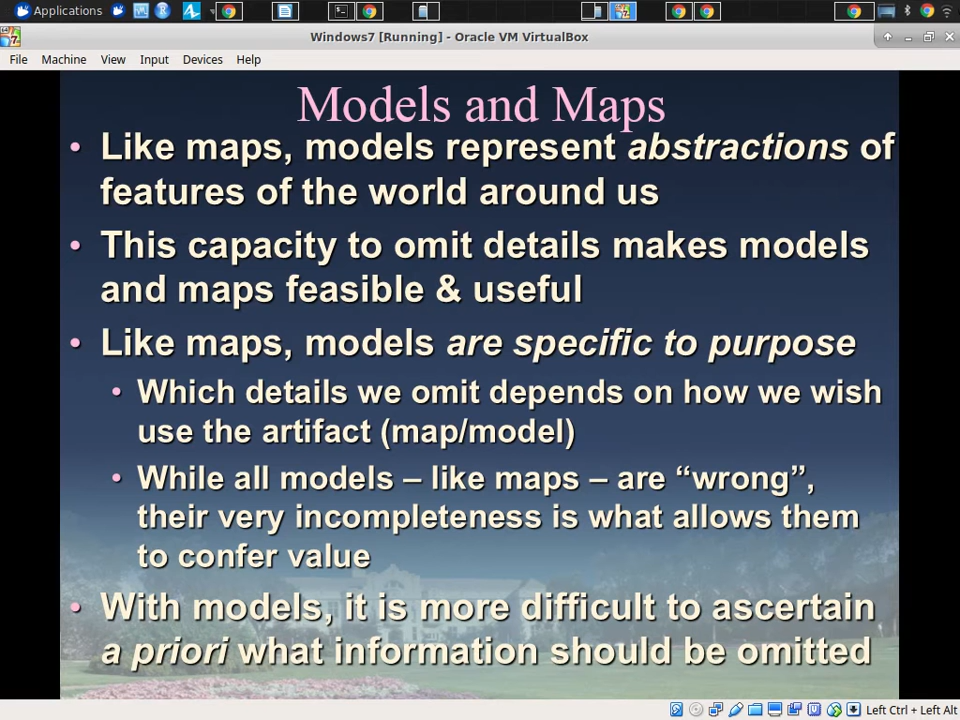 Applications
Windows7 [Running] - Oracle VM VirtualBox
File Machine View Input Devices Help
Models and Maps
• Like maps, models represent abstractions of
features of the world around us
• This capacity to omit details makes models
and maps feasible & useful
• Like maps, models are specific to purpose
• Which details we omit depends on how we wish
use the artifact (map/model)
• While all models – like maps – are “wrong”,
their very incompleteness is what allows them
to confer value
• With models, it is more difficult to ascertain
a priori what information should be omitted
Left Ctrl + Left Alt